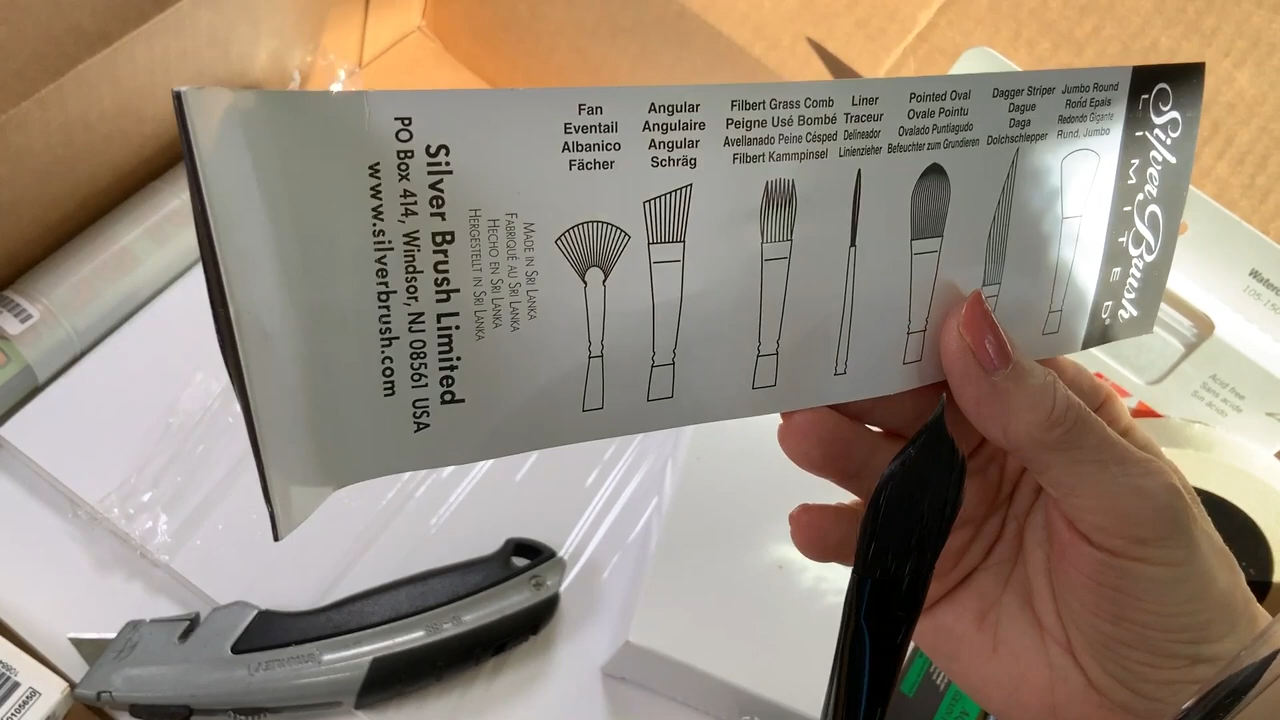 Fan
Eventail
Albanico
Fächer
Angular
Angulaire
Angular
Schräg
Filbert Grass Comb
Peigne Usé Bombé
Avellanado Peine Césped
Filbert Kammpinsel
Liner
Traceur
Delineador
Linienzieher
Pointed Oval
Ovale Pointu
Ovalado Puntiagudo
Befeuchter zum Grundieren
Dagger Striper
Dague
Daga
Dolchschlepper
Jumbo Round
Rond Epais
Redondo Gigante
Rund, Jumbo
Silver Brush
LIMITED®
Made in Sri Lanka
Fabriqué au Sri Lanka
Hecho en Sri Lanka
Hergestellt in Sri Lanka
Silver Brush Limited
PO Box 414, Windsor, NJ 08561 USA
www.silverbrush.com
Acid free
Sans acide
Sin ácido